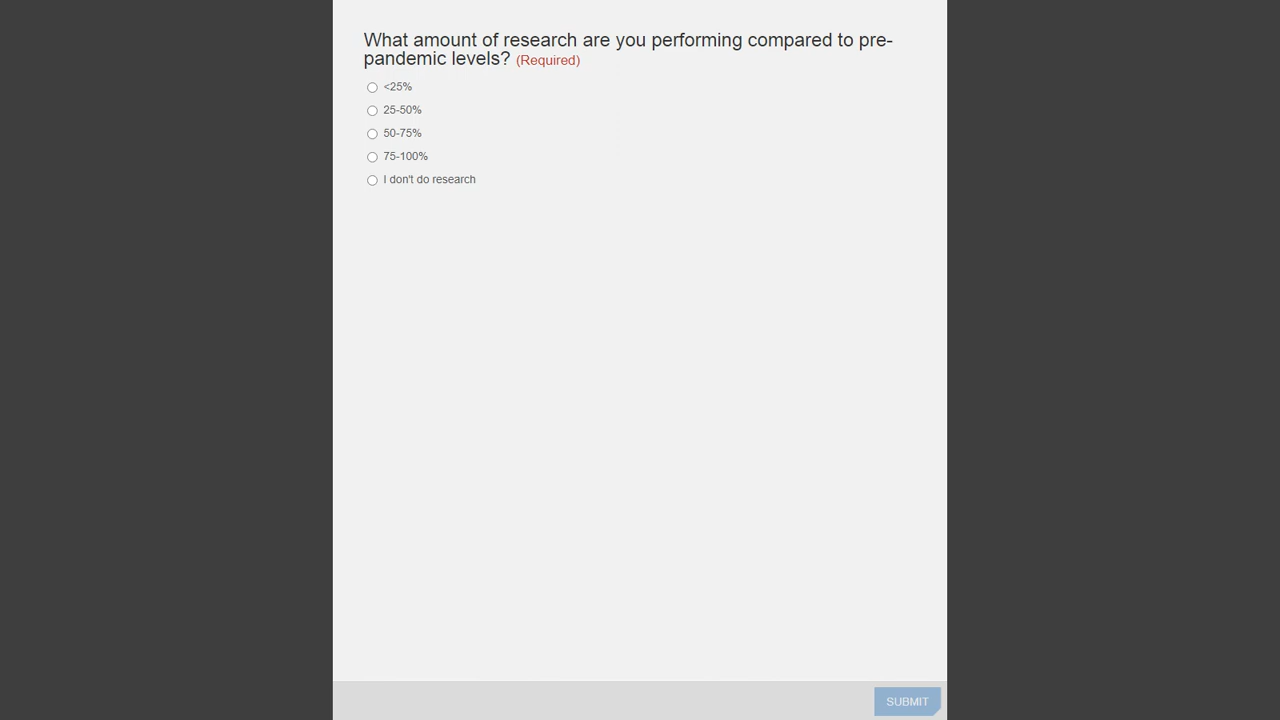 What amount of research are you performing compared to pre-
pandemic levels? (Required)
<25%
25-50%
50-75%
75-100%
I don't do research
SUBMIT